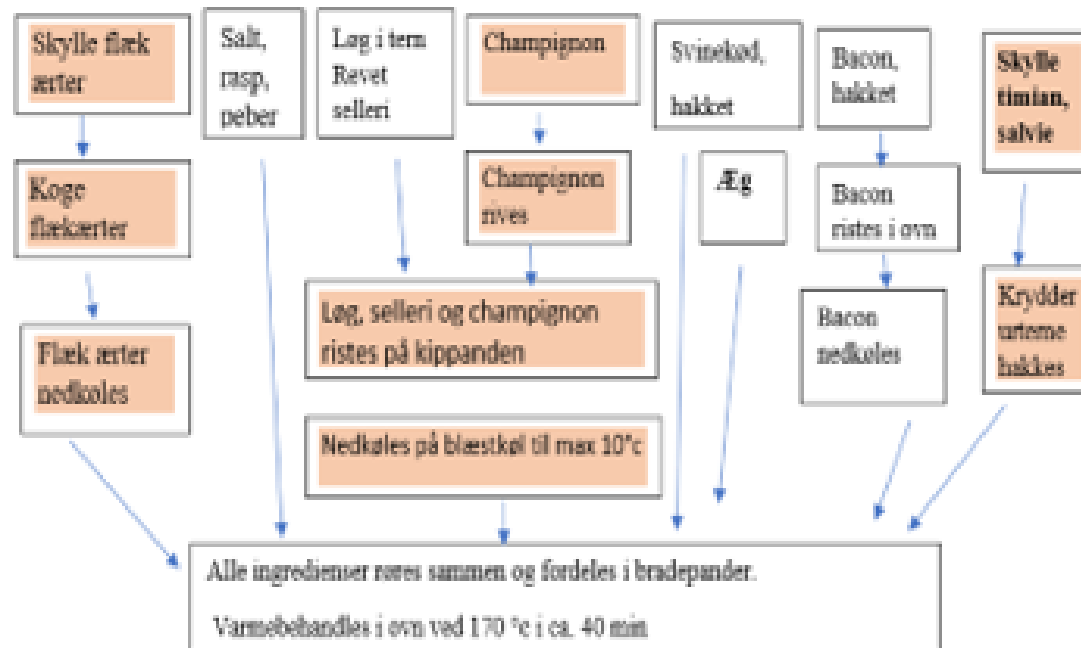 Skylle flæk
ærter
Salt,
rasp,
peber
Løg i tern
Revet
selleri
Champignon
Svinekød,
hakket
Bacon,
hakket
Skylle
timian,
salvie
Koge
flækærter
Champignon
rives
Æg
Bacon
ristes i ovn
Flæk ærter
nedkøles
Løg, selleri og champignon
ristes på kippanden
Bacon
nedkøles
Krydder
urterne
hakkes
Nedkøles på blæstkøl til max 10°c
Alle ingredienser røres sammen og fordeles i bradepander.
Varmebehandles i ovn ved 170 °c i ca. 40 min